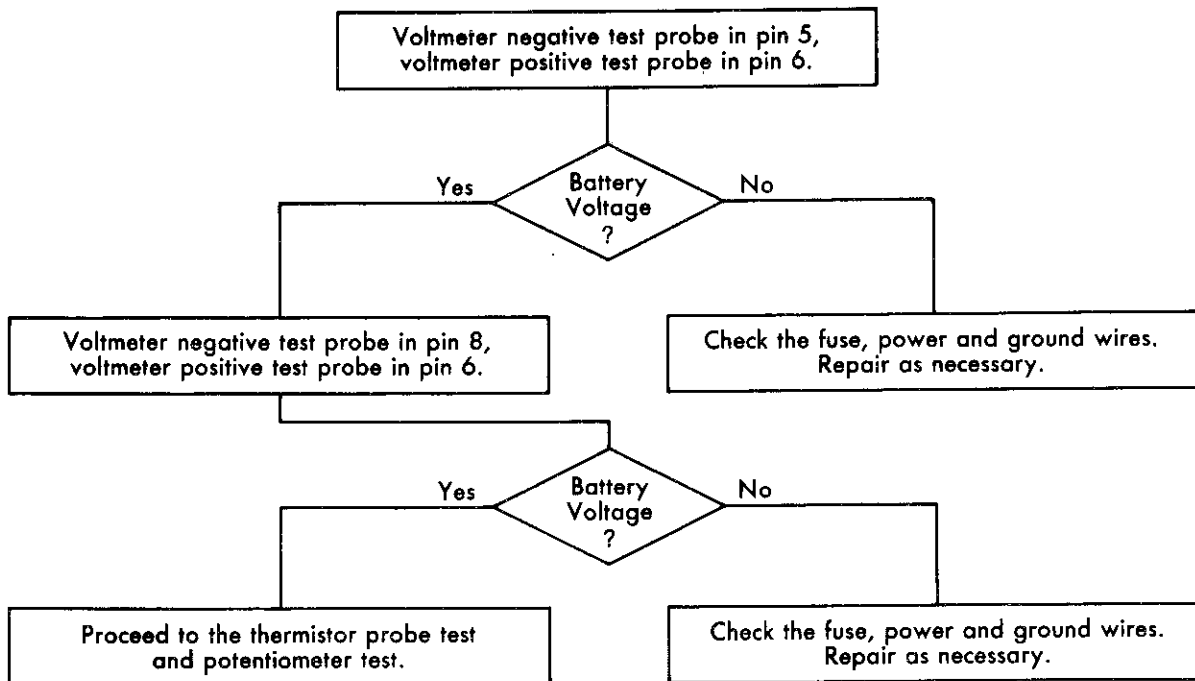 Voltmeter negative test probe in pin 5,
voltmeter positive test probe in pin 6.
Yes
Battery
Voltage
?
No
Voltmeter negative test probe in pin 8,
voltmeter positive test probe in pin 6.
Check the fuse, power and ground wires.
Repair as necessary.
Yes
Battery
Voltage
?
No
Proceed to the thermistor probe test
and potentiometer test.
Check the fuse, power and ground wires.
Repair as necessary.